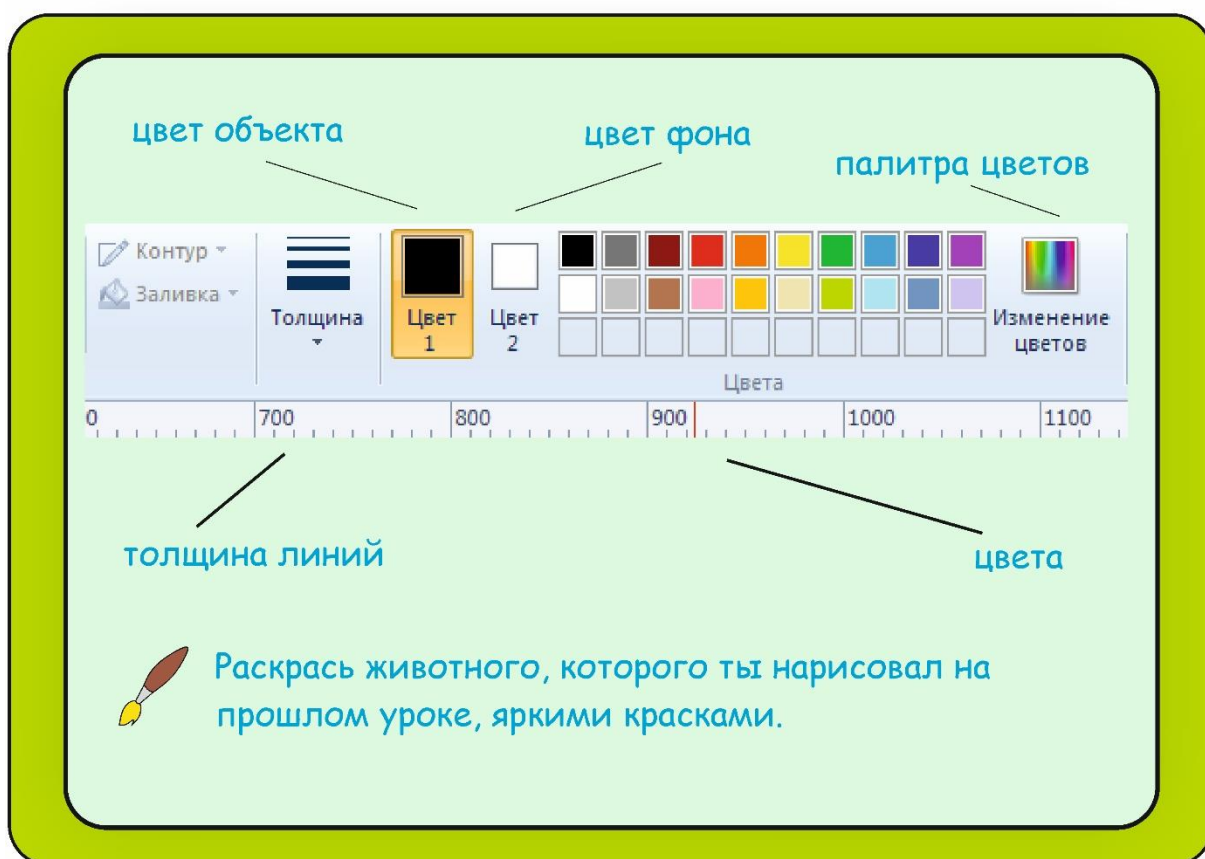 цвет объекта
цвет фона
палитра цветов
Контур
Заливка
Толщина
Цвет
1
Цвет
2
Изменение
цветов
Цвета
0 700 800 900 1000 1100
толщина линий
цвета
Раскрась животного, которого ты нарисовал на
прошлом уроке, яркими красками.